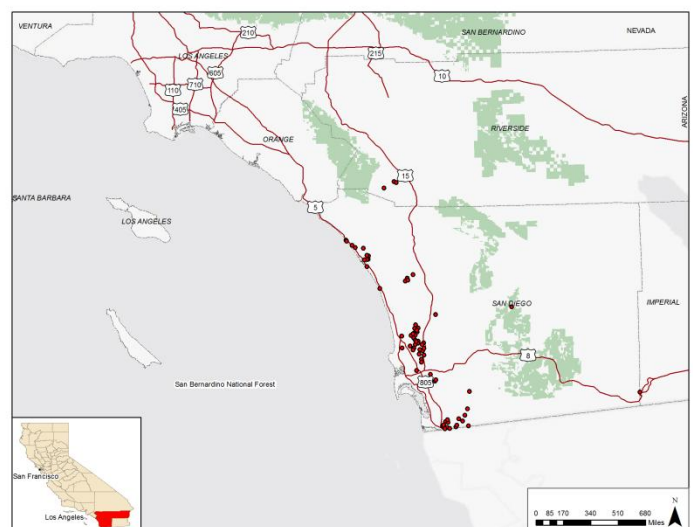 VENTURA
SAN BERNARDINO
NEVADA
210
LOS ANGELES
215
605
10
710
110
405
ARIZONA
RIVERSIDE
ORANGE
15
SANTA BARBARA
5
LOS ANGELES
SAN DIEGO
IMPERIAL
8
San Bernardino National Forest
805
San Francisco
Los Angeles
N
0 85 170 340 510 680
Miles